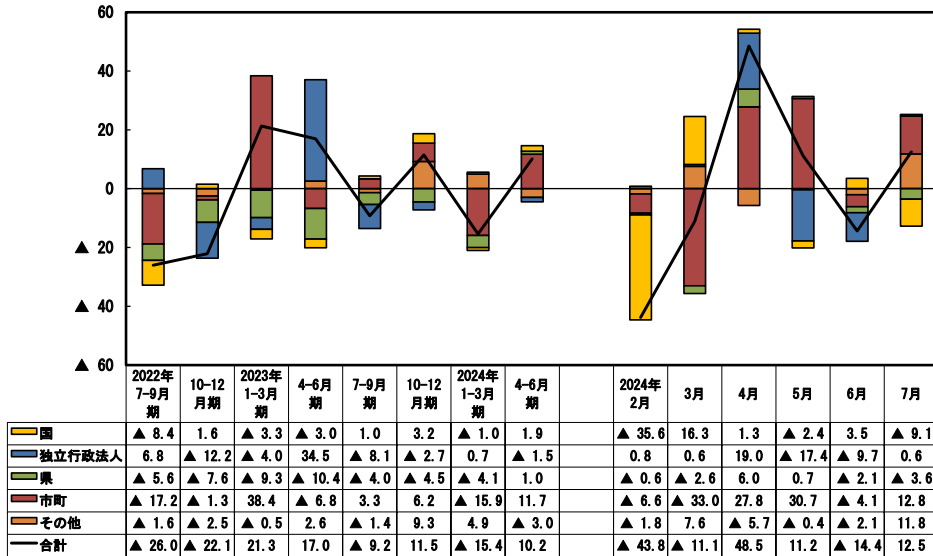 60
40
20
0
▲ 20
▲ 40
▲ 60
2022年 7-9月期 10-12月期 2023年 1-3月期 4-6月期 7-9月期 10-12月期 2024年 1-3月期 4-6月期 2024年 2月 3月 4月 5月 6月 7月
国 ▲ 8.4 1.6 ▲ 3.3 ▲ 3.0 1.0 3.2 ▲ 1.0 1.9 ▲ 35.6 16.3 1.3 ▲ 2.4 3.5 ▲ 9.1
独立行政法人 6.8 ▲ 12.2 ▲ 4.0 34.5 ▲ 8.1 ▲ 2.7 0.7 ▲ 1.5 0.8 0.6 19.0 ▲ 17.4 ▲ 9.7 0.6
県 ▲ 5.6 ▲ 7.6 ▲ 9.3 ▲ 10.4 ▲ 4.0 ▲ 4.5 ▲ 4.1 1.0 ▲ 0.6 ▲ 2.6 6.0 0.7 ▲ 2.1 ▲ 3.6
市町 ▲ 17.2 ▲ 1.3 38.4 ▲ 6.8 3.3 6.2 ▲ 15.9 11.7 ▲ 6.6 ▲ 33.0 27.8 30.7 ▲ 4.1 12.8
その他 ▲ 1.6 ▲ 2.5 ▲ 0.5 2.6 ▲ 1.4 9.3 4.9 ▲ 3.0 ▲ 1.8 7.6 ▲ 5.7 ▲ 0.4 ▲ 2.1 11.8
合計 ▲ 26.0 ▲ 22.1 21.3 17.0 ▲ 9.2 11.5 ▲ 15.4 10.2 ▲ 43.8 ▲ 11.1 48.5 11.2 ▲ 14.4 12.5